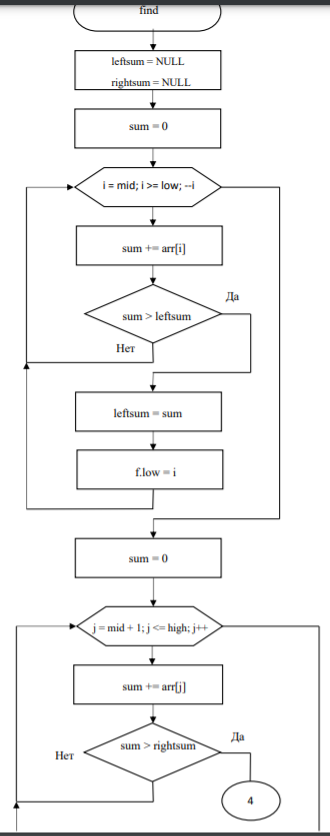 find
leftsum = NULL
rightsum = NULL
sum = 0
i = mid; i >= low; --i
sum += arr[i]
Да
sum > leftsum
Нет
leftsum = sum
f.low = i
sum = 0
j = mid + 1; j <= high; j++
sum += arr[j]
Да
sum > rightsum
Нет
4